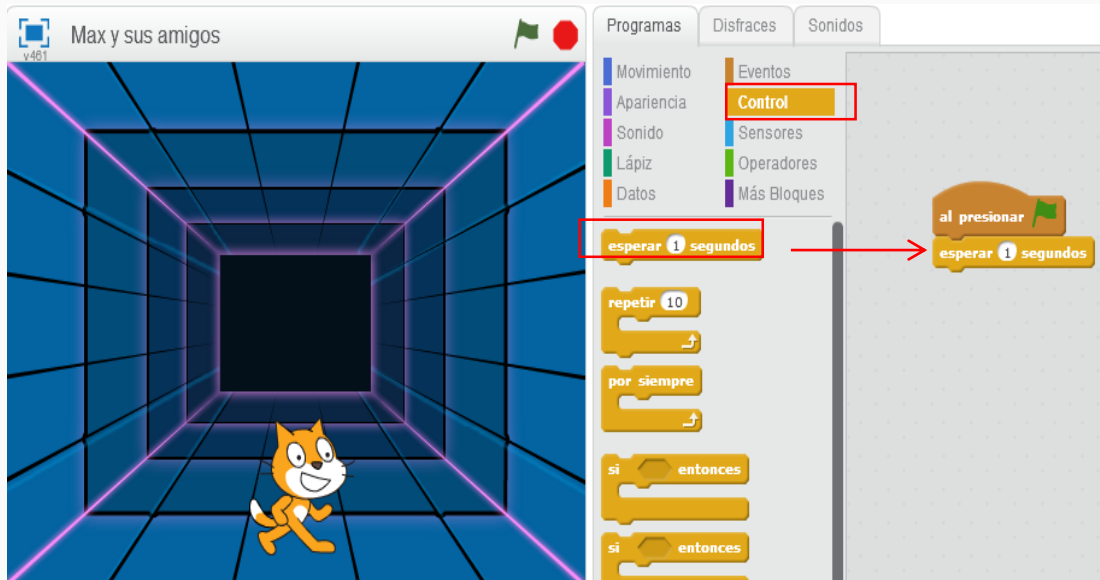 Max y sus amigos
v461
Programas Disfraces Sonidos
Movimiento Eventos
Apariencia Control
Sonido Sensores
Lápiz Operadores
Datos Más Bloques
esperar 1 segundos
repetir 10
por siempre
si entonces
si entonces
al presionar
esperar 1 segundos